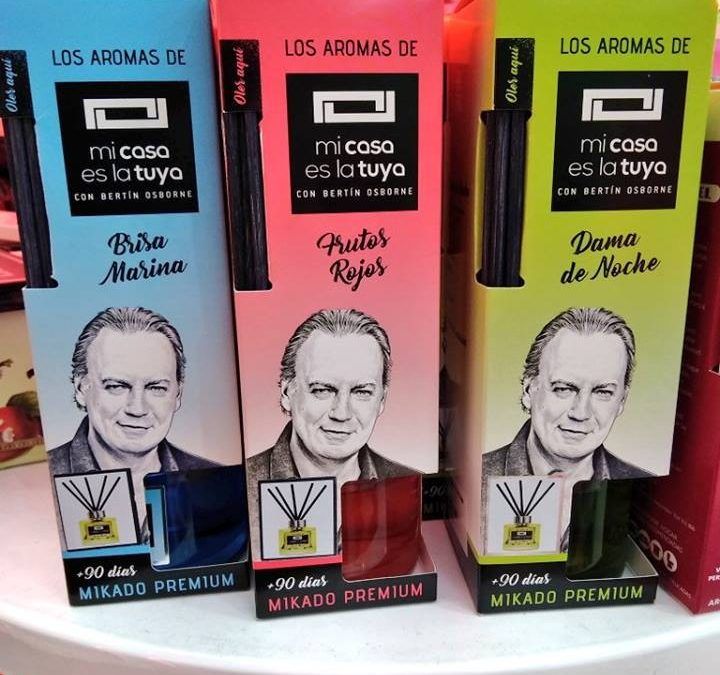 Oler aquí
LOS AROMAS DE
mi casa
es la tuya
CON BERTÍN OSBORNE
Brisa
Marina
+90 días
MIKADO PREMIUM
Oler aquí
LOS AROMAS DE
mi casa
es la tuya
CON BERTÍN OSBORNE
Frutos
Rojos
+90 días
MIKADO PREMIUM
+90
Oler aquí
LOS AROMAS DE
mi casa
es la tuya
CON BERTÍN OSBORNE
Dama
de Noche
+90 días
MIKADO PREMIUM